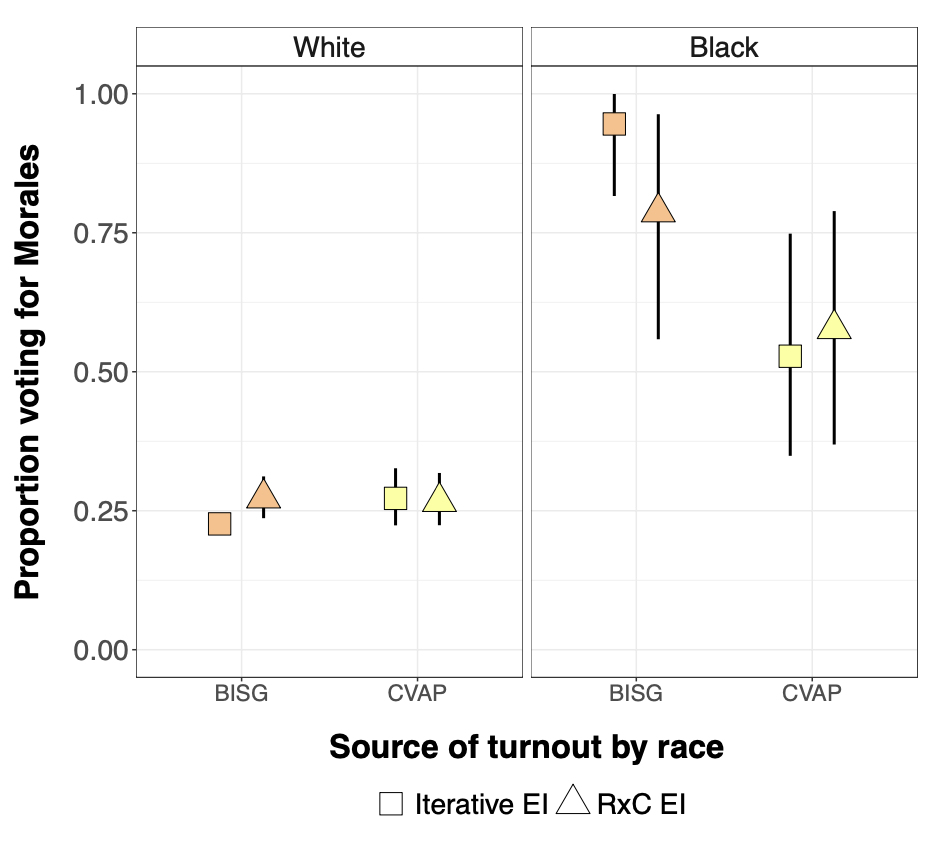 White
Black
Proportion voting for Morales
1.00
0.75
0.50
0.25
0.00
BISG
CVAP
BISG
CVAP
Source of turnout by race
Iterative EI
RxC EI